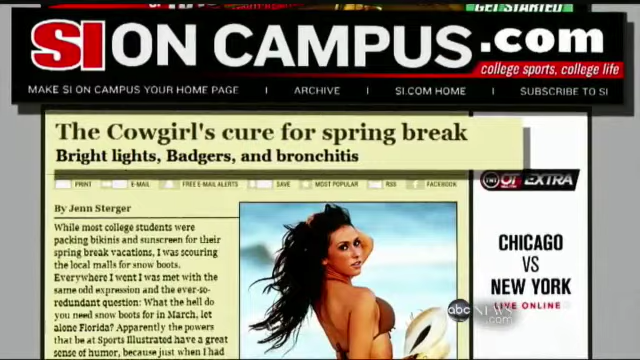 GET STARTED
SI ON CAMPUS.com
college sports, college life
MAKE SI ON CAMPUS YOUR HOME PAGE | ARCHIVE | SI.COM HOME | SUBSCRIBE TO SI
The Cowgirl's cure for spring break
Bright lights, Badgers, and bronchitis
PRINT E-MAIL FREE E-MAIL ALERTS SAVE MOST POPULAR RSS FACEBOOK
TNT OT EXTRA
By Jenn Sterger
While most college students were
packing bikinis and sunscreen for their
spring break vacations, I was scouring
the local malls for snow boots.
Everywhere I went I was met with the
same odd expression and the ever-so-
redundant question: What the hell do
you need snow boots for in March, let
alone Florida? Apparently the powers
that be at Sports Illustrated have a great
sense of humor, because just when I had
CHICAGO
VS
NEW YORK
LIVE ONLINE
abc NEWS
.com